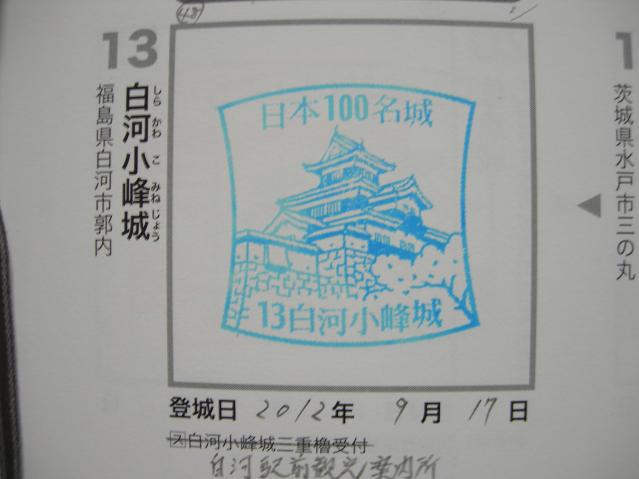 48
13
白河小峰城
しらかわこみねじょう
福島県白河市郭内
日本100名城
13白河小峰城
登城日 2012年 9月 17日
ス白河小峰城三重櫓受付
白河駅前観光案内所
1
茨城県水戸市三の丸